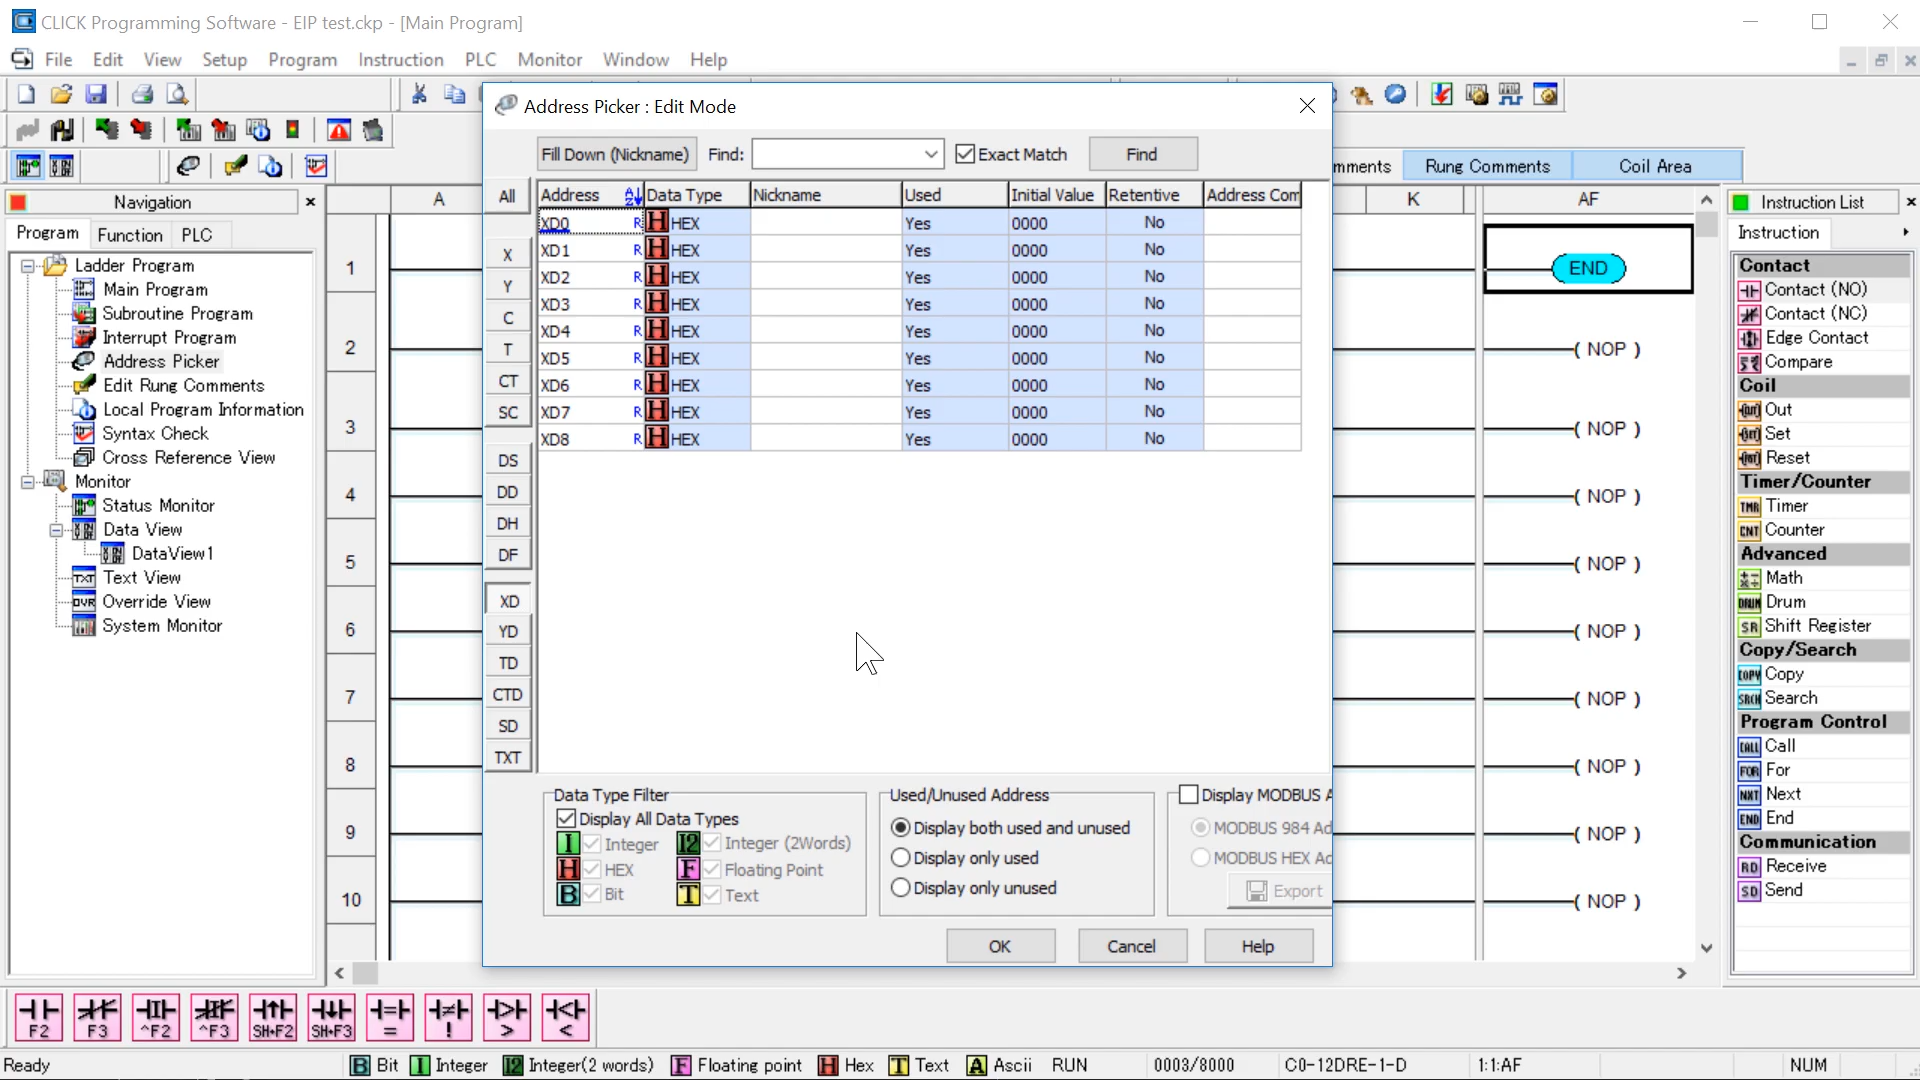 CLICK Programming Software - EIP test.ckp - [Main Program]
File Edit View Setup Program Instruction PLC Monitor Window Help
Address Picker : Edit Mode
Fill Down (Nickname) Find: Exact Match Find
mments Rung Comments Coil Area
Navigation
Program Function PLC
Ladder Program
Main Program
Subroutine Program
Interrupt Program
Address Picker
Edit Rung Comments
Local Program Information
Syntax Check
Cross Reference View
Monitor
Status Monitor
Data View
DataView1
Text View
Override View
System Monitor
A
1
2
3
4
5
6
7
8
9
10
All
X
Y
C
T
CT
SC
DS
DD
DH
DF
XD
YD
TD
CTD
SD
TXT
Address Data Type Nickname Used Initial Value Retentive Address Com
XD0 R H HEX Yes 0000 No
XD1 R H HEX Yes 0000 No
XD2 R H HEX Yes 0000 No
XD3 R H HEX Yes 0000 No
XD4 R H HEX Yes 0000 No
XD5 R H HEX Yes 0000 No
XD6 R H HEX Yes 0000 No
XD7 R H HEX Yes 0000 No
XD8 R H HEX Yes 0000 No
Data Type Filter
Display All Data Types
I Integer I2 Integer (2Words)
H HEX F Floating Point
B Bit T Text
Used/Unused Address
Display both used and unused
Display only used
Display only unused
Display MODBUS A
MODBUS 984 Ad
MODBUS HEX Ad
Export
OK Cancel Help
K AF
END
( NOP )
( NOP )
( NOP )
( NOP )
( NOP )
( NOP )
( NOP )
( NOP )
( NOP )
Instruction List
Instruction
Contact
Contact (NO)
Contact (NC)
Edge Contact
Compare
Coil
Out
Set
Reset
Timer/Counter
TMR Timer
CNT Counter
Advanced
Math
DRUM Drum
SR Shift Register
Copy/Search
COPY Copy
SRCH Search
Program Control
CALL Call
FOR For
NXT Next
END End
Communication
RD Receive
SD Send
F2 F3 ^F2 ^F3 SH+F2 SH+F3 = ! > <
Ready B Bit I Integer I2 Integer(2 words) F Floating point H Hex T Text A Ascii RUN 0003/8000 C0-12DRE-1-D 1:1:AF NUM